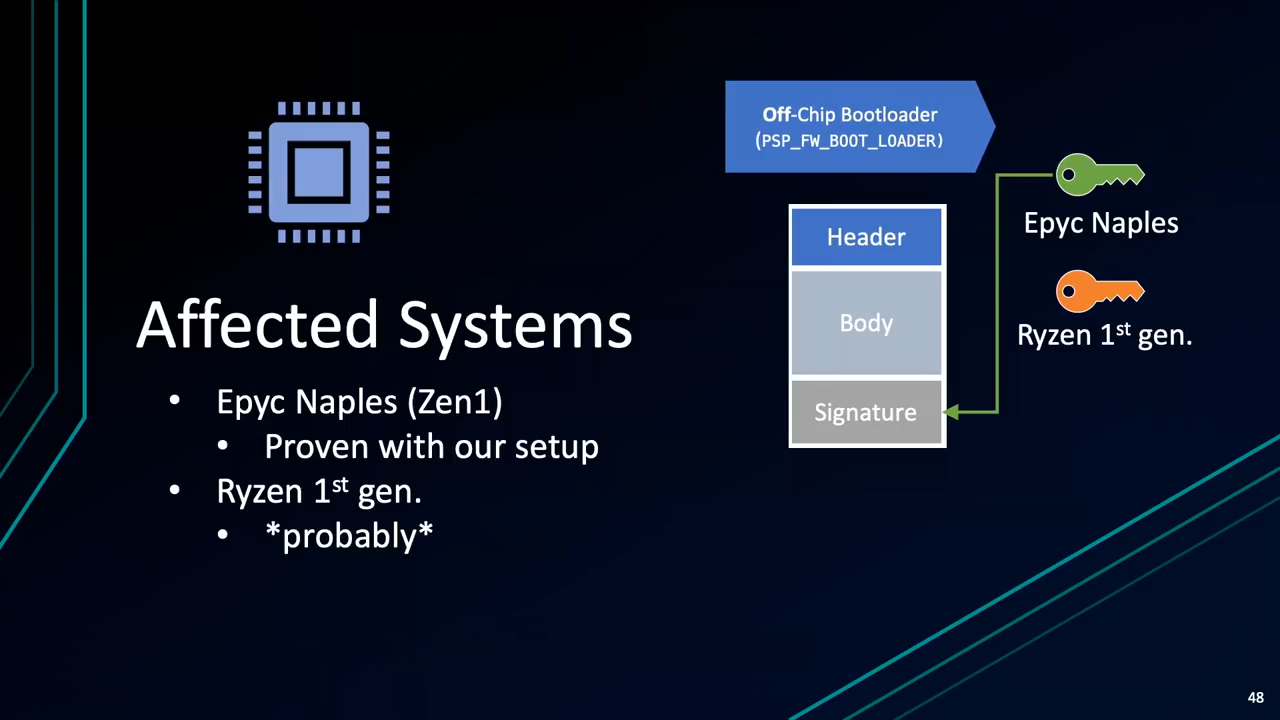 Affected Systems
• Epyc Naples (Zen1)
• Proven with our setup
• Ryzen 1st gen.
• *probably*
Off-Chip Bootloader
(PSP_FW_BOOT_LOADER)
Header
Body
Signature
Epyc Naples
Ryzen 1st gen.
48